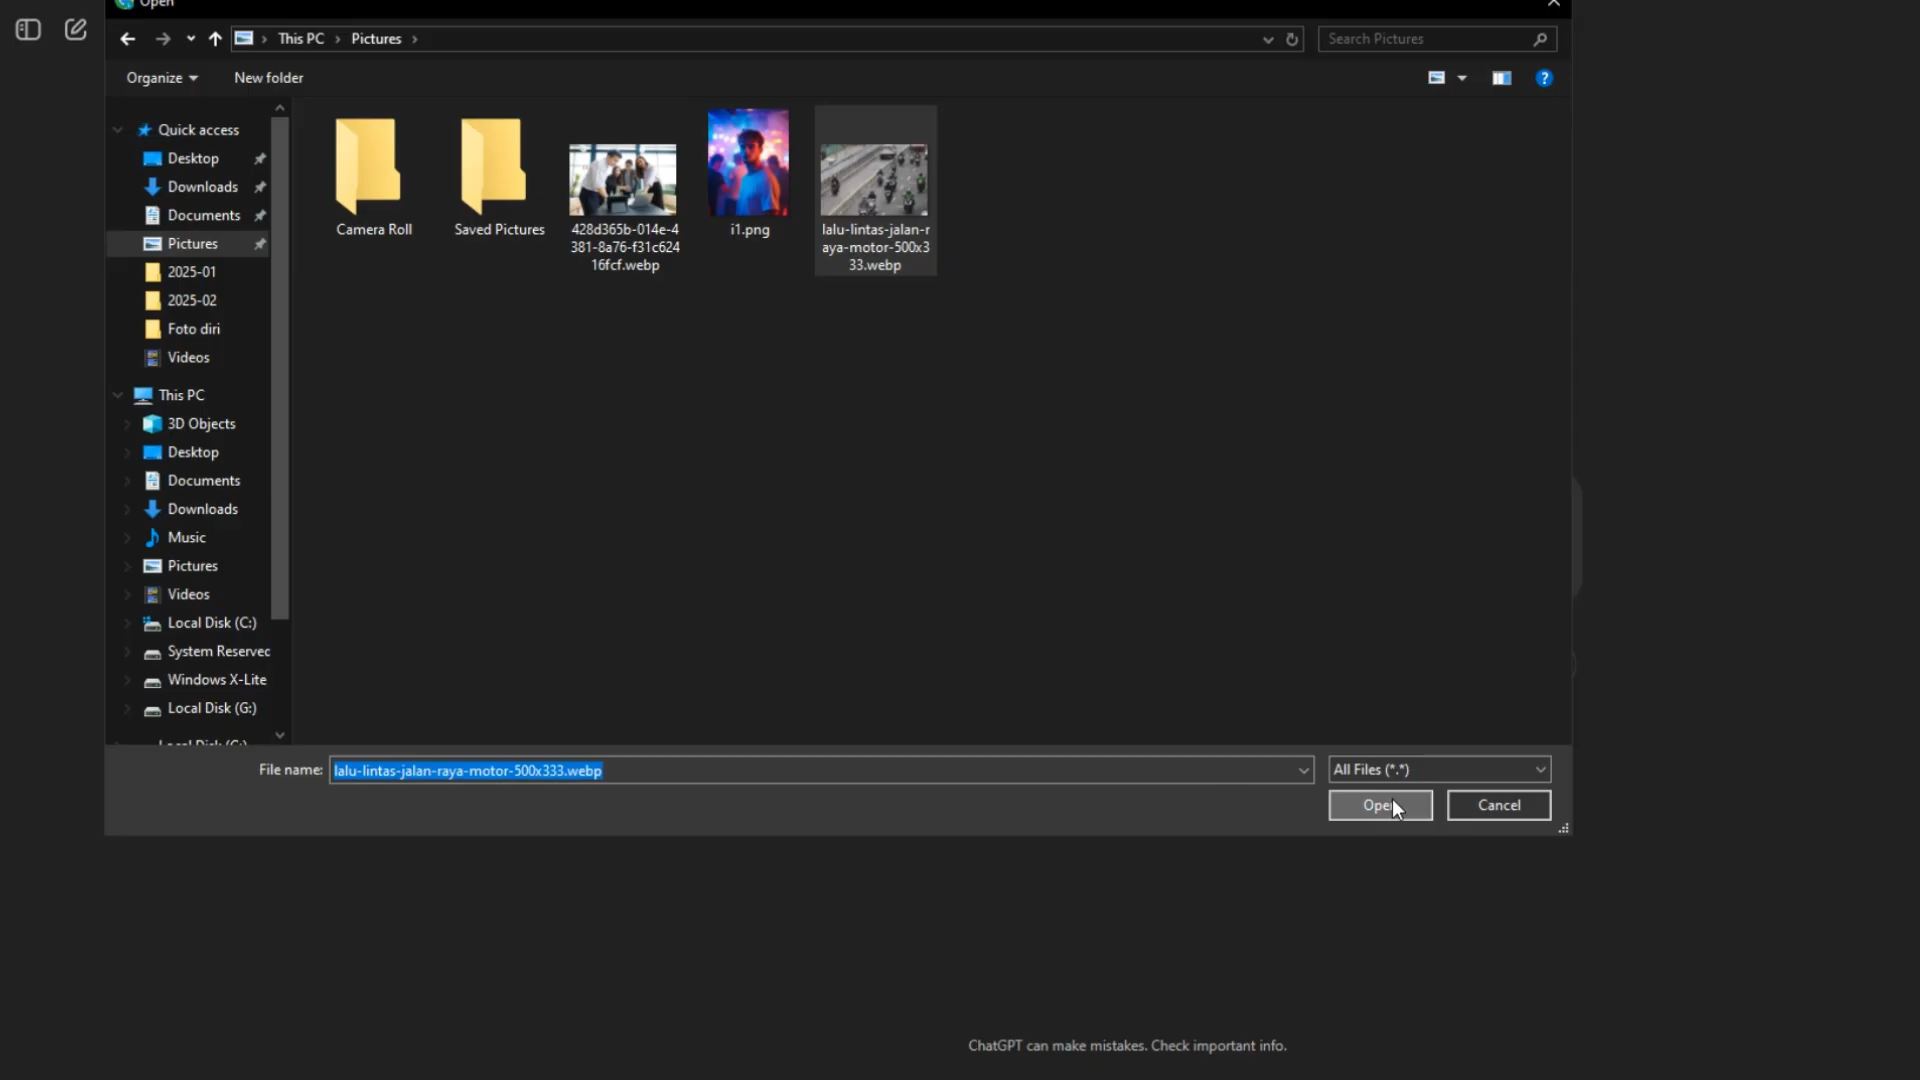 Open
This PC
Pictures
Search Pictures
Organize
New folder
Quick access
Desktop
Downloads
Documents
Pictures
2025-01
2025-02
Foto diri
Videos
This PC
3D Objects
Desktop
Documents
Downloads
Music
Pictures
Videos
Local Disk (C:)
System Reserved
Windows X-Lite
Local Disk (G:)
Camera Roll
Saved Pictures
428d365b-014e-4
381-8a76-f31c624
16fcf.webp
i1.png
lalu-lintas-jalan-r
aya-motor-500x3
33.webp
File name:
lalu-lintas-jalan-raya-motor-500x333.webp
All Files (*.*)
Open
Cancel
ChatGPT can make mistakes. Check important info.